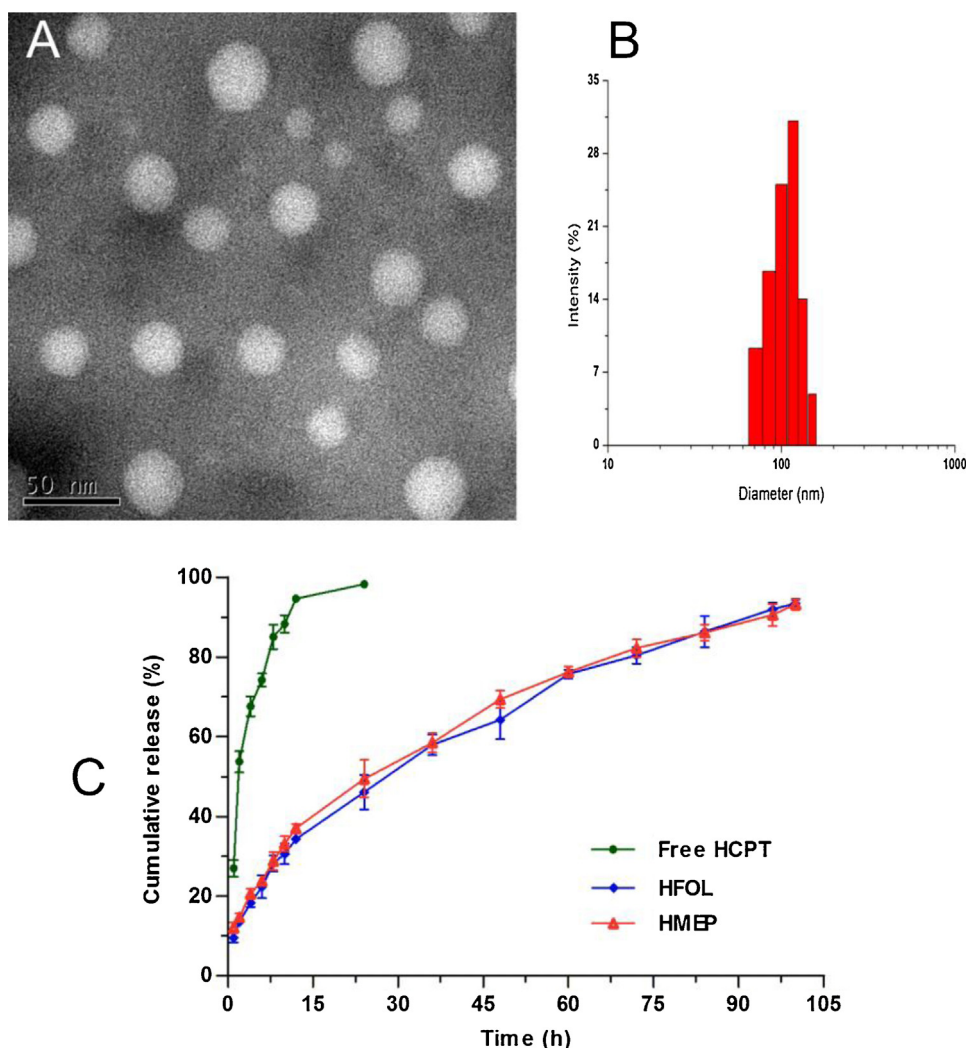 A
50 nm
B
35
28
21
14
7
0
Intensity (%)
10
100
1000
Diameter (nm)
C
100
80
60
40
20
0
Cumulative release (%)
Free HCPT
HFOL
HMEP
0
15
30
45
60
75
90
105
Time (h)